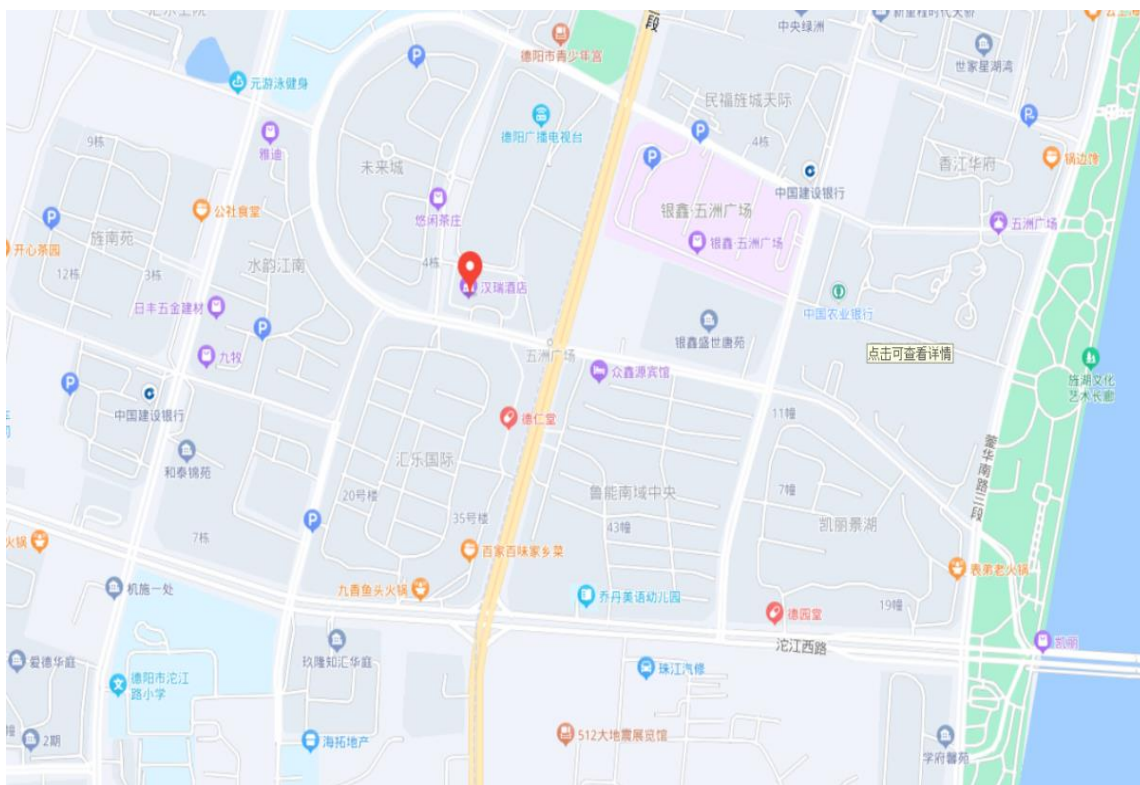 中央绿洲
德阳市青少年宫
世家星湖湾
元游泳健身
民福旌城天际
德阳广播电视台
9栋
雅迪
4栋
未来城
香江华府
锅边馋
中国建设银行
悠闲茶庄
公社食堂
银鑫·五洲广场
五洲广场
旌南苑
开心茶园
银鑫·五洲广场
12栋
3栋
水韵江南
4栋
汉瑞酒店
日丰五金建材
中国农业银行
九牧
五洲广场
银鑫盛世唐苑
点击可查看详情
众鑫源宾馆
旌湖文化
艺术长廊
中国建设银行
德仁堂
11幢
和泰锦苑
汇乐国际
20号楼
鲁能南域中央
7幢
35号楼
43幢
凯丽景湖
南路三段
7栋
火锅
百家百味家乡菜
表弟老火锅
机施一处
九香鱼头火锅
乔丹美语幼儿园
19幢
德园堂
玖隆知汇华庭
沱江西路
凯丽
爱德华庭
德阳市沱江
路小学
珠江汽修
2期
海拓地产
512大地震展览馆
学府馨苑